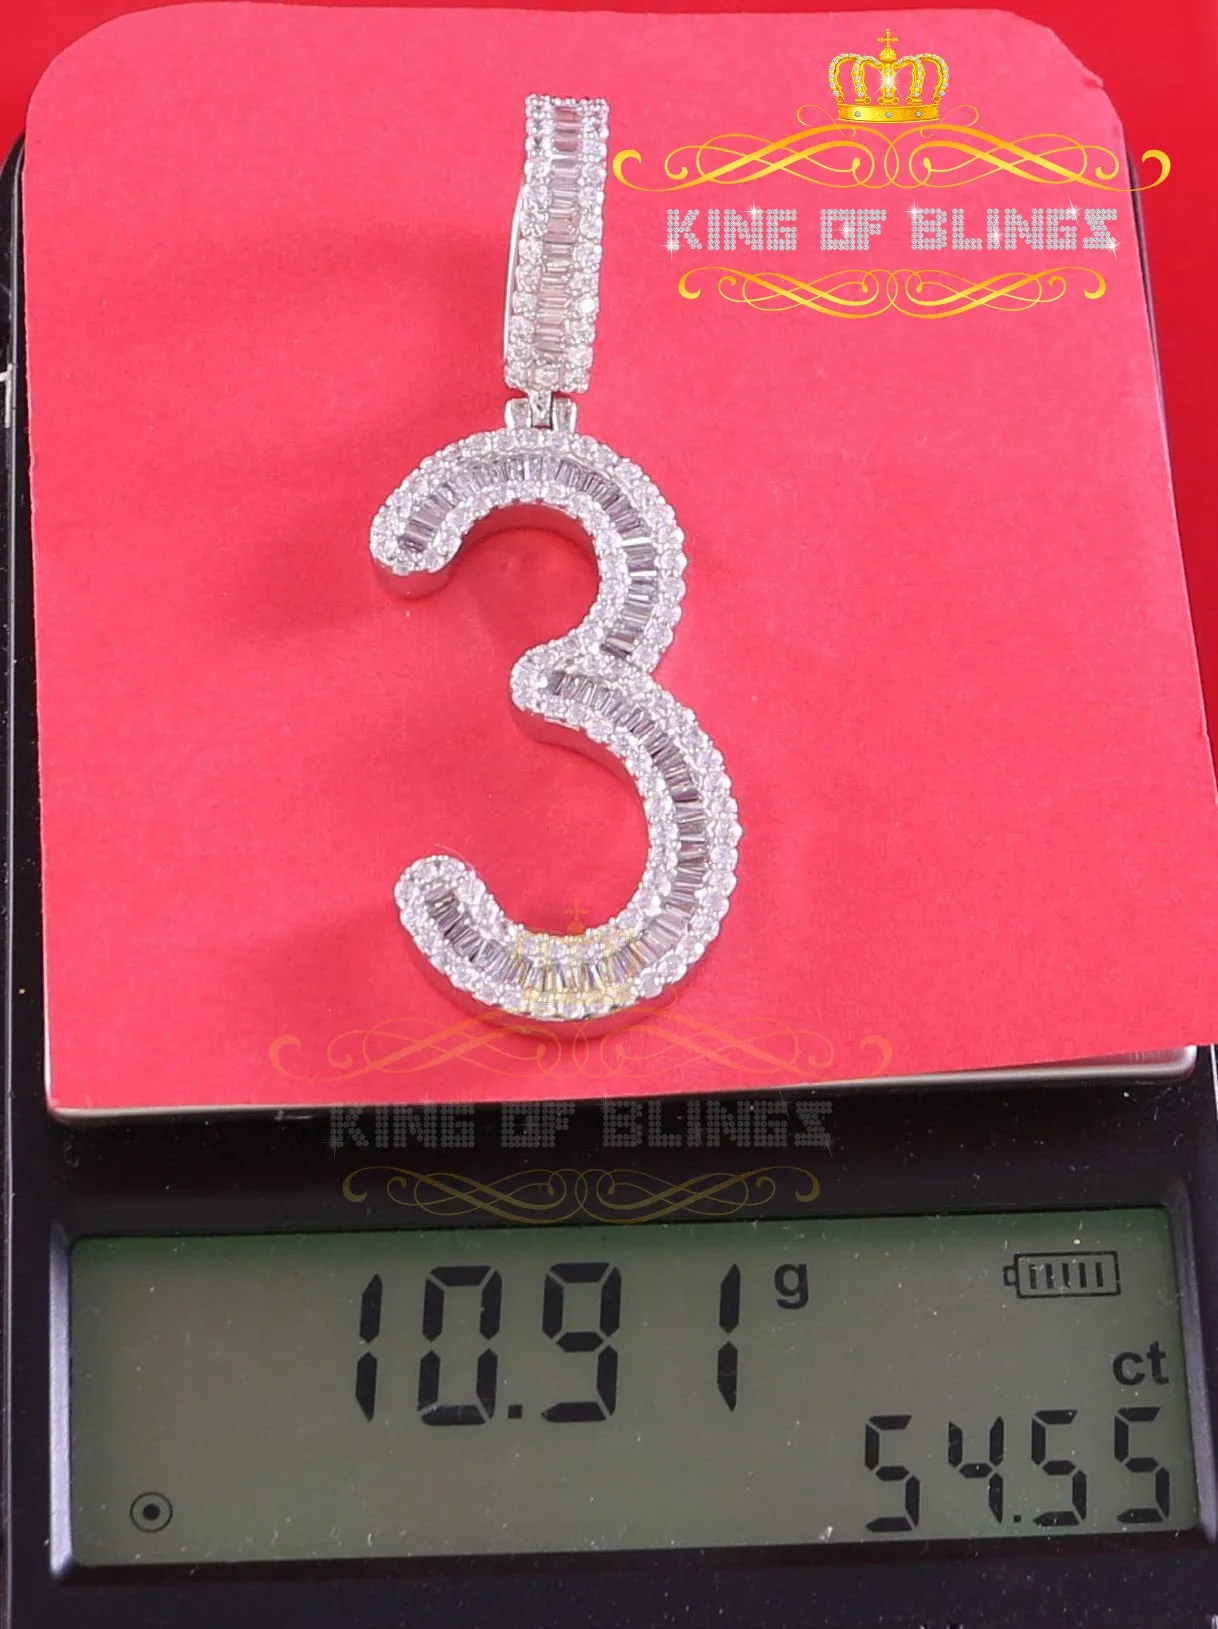 KING OF BLINGS
3
KING OF BLINGS
10.91 g
ct
54.55